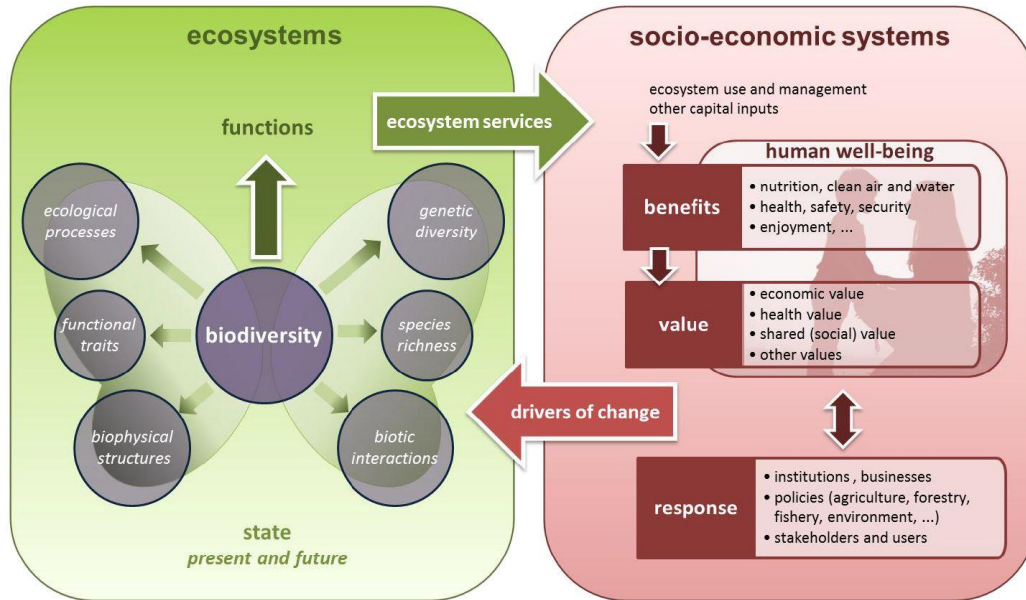 ecosystems
functions
ecological
processes
genetic
diversity
functional
traits
biodiversity
species
richness
biophysical
structures
biotic
interactions
state
present and future
ecosystem services
drivers of change
socio-economic systems
ecosystem use and management
other capital inputs
human well-being
benefits
• nutrition, clean air and water
• health, safety, security
• enjoyment, ...
value
• economic value
• health value
• shared (social) value
• other values
response
• institutions , businesses
• policies (agriculture, forestry,
fishery, environment, ...)
• stakeholders and users